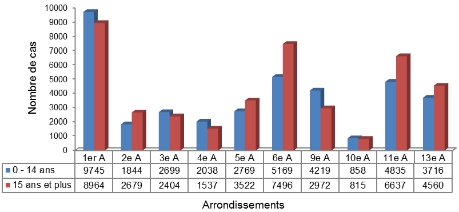 Nombre de cas
10000
9000
8000
7000
6000
5000
4000
3000
2000
1000
0
1er A 2e A 3e A 4e A 5e A 6e A 9e A 10e A 11e A 13e A
0 - 14 ans 9745 1844 2699 2038 2769 5169 4219 858 4835 3716
15 ans et plus 8964 2679 2404 1537 3522 7496 2972 815 6637 4560
Arrondissements